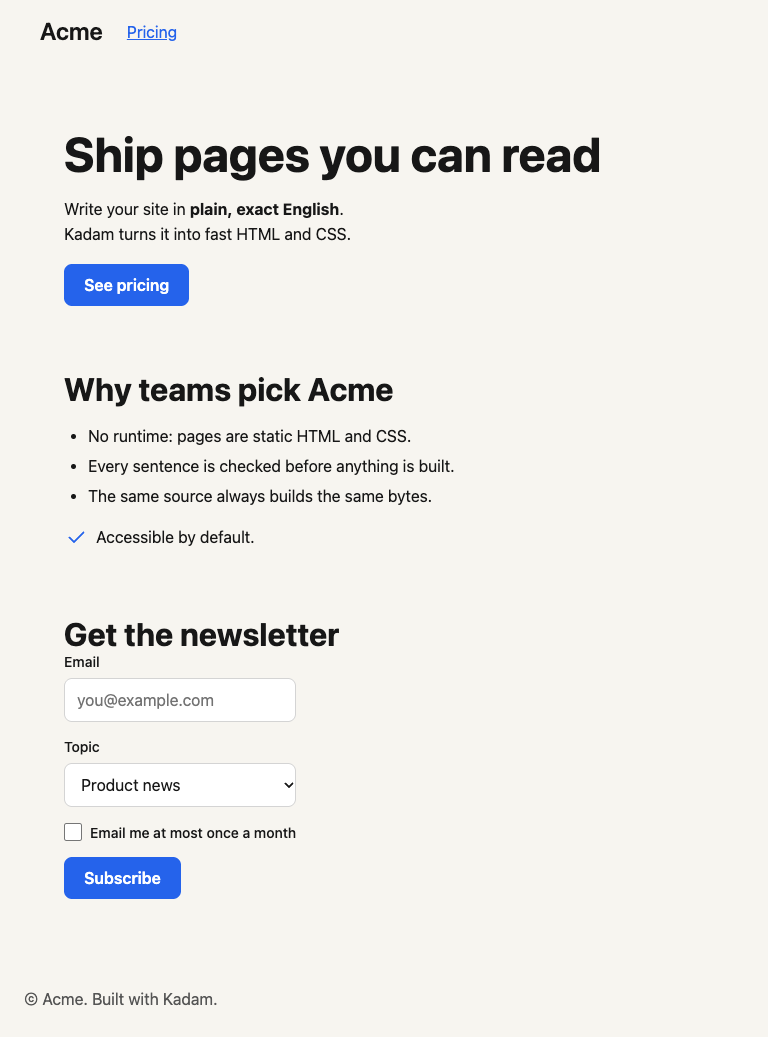 Acme Pricing
Ship pages you can read
Write your site in plain, exact English.
Kadam turns it into fast HTML and CSS.
See pricing
Why teams pick Acme
No runtime: pages are static HTML and CSS.
Every sentence is checked before anything is built.
The same source always builds the same bytes.
Accessible by default.
Get the newsletter
Email
you@example.com
Topic
Product news
Email me at most once a month
Subscribe
© Acme. Built with Kadam.